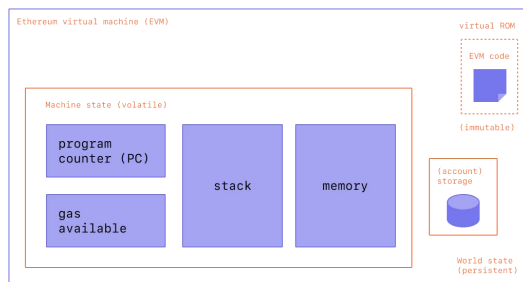 Ethereum virtual machine (EVM)
virtual ROM
EVM code
(immutable)
Machine state (volatile)
program
counter (PC)
gas
available
stack
memory
(account)
storage
World state
(persistent)